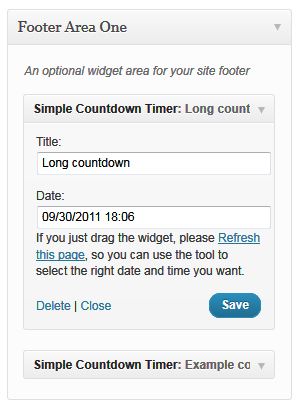 Footer Area One
An optional widget area for your site footer
Simple Countdown Timer: Long count
Title:
Long countdown
Date:
09/30/2011 18:06
If you just drag the widget, please Refresh
this page, so you can use the tool to
select the right date and time you want.
Delete | Close
Save
Simple Countdown Timer: Example co